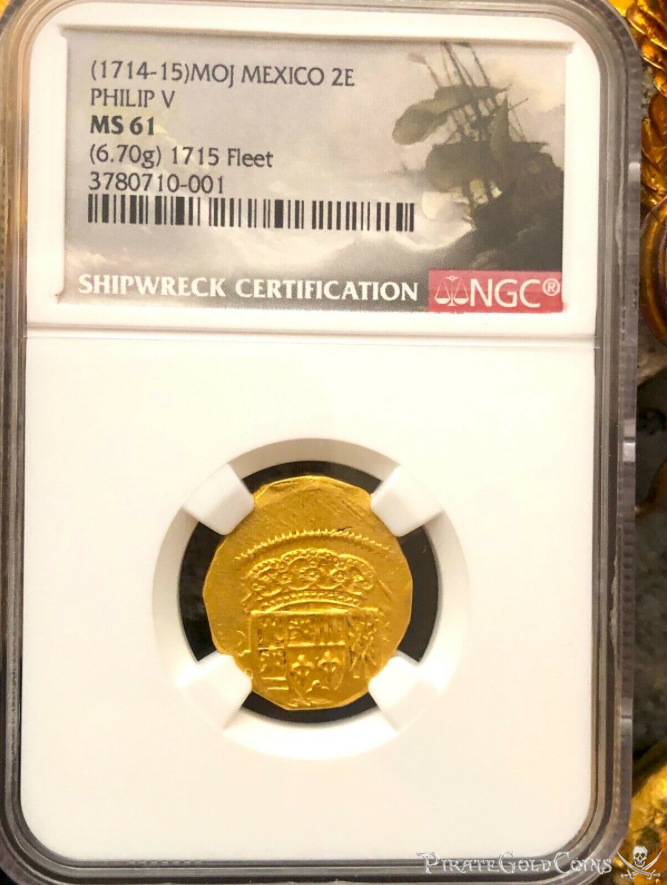 (1714-15)MOJ MEXICO 2E
PHILIP V
MS 61
(6.70g) 1715 Fleet
3780710-001
SHIPWRECK CERTIFICATION NGC®
PIRATEGOLDCOINS